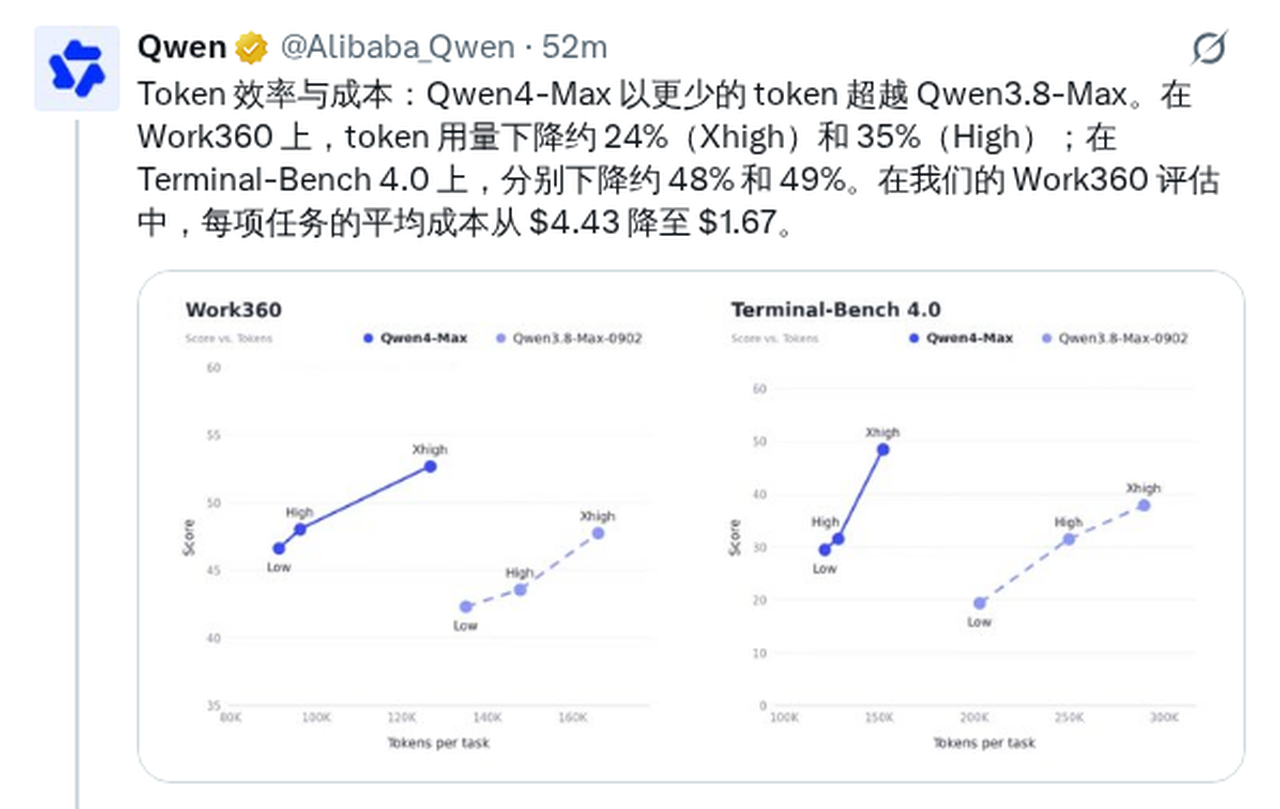 Qwen @Alibaba_Qwen · 52m
Token 效率与成本：Qwen4-Max 以更少的 token 超越 Qwen3.8-Max。在
Work360 上，token 用量下降约 24%（Xhigh）和 35%（High）；在
Terminal-Bench 4.0 上，分别下降约 48% 和 49%。在我们的 Work360 评估
中，每项任务的平均成本从 $4.43 降至 $1.67。
Work360
Score vs. Tokens
Qwen4-Max
Qwen3.8-Max-0902
60
55
50
45
40
35
Score
Xhigh
High
Low
Xhigh
High
Low
80K
100K
120K
140K
160K
Tokens per task
Terminal-Bench 4.0
Score vs. Tokens
Qwen4-Max
Qwen3.8-Max-0902
60
50
40
30
20
10
0
Score
Xhigh
High
Low
Xhigh
High
Low
100K
150K
200K
250K
300K
Tokens per task